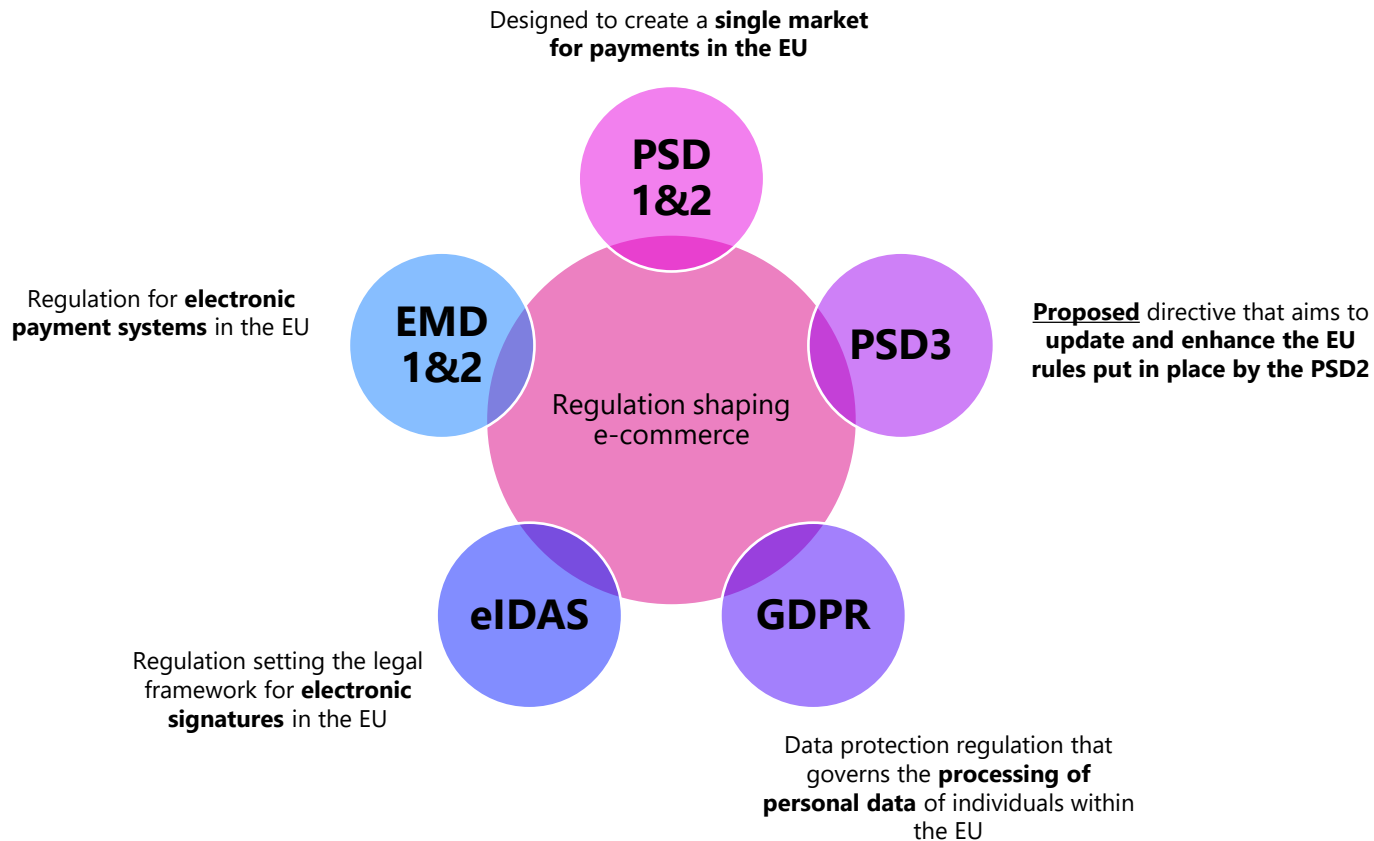 Designed to create a single market
for payments in the EU
PSD
1&2
Regulation for electronic
payment systems in the EU
EMD
1&2
PSD3
Proposed directive that aims to
update and enhance the EU
rules put in place by the PSD2
Regulation shaping
e-commerce
eIDAS
GDPR
Regulation setting the legal
framework for electronic
signatures in the EU
Data protection regulation that
governs the processing of
personal data of individuals within
the EU